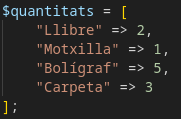 $quantitats = [
    "Llibre" => 2,
    "Motxilla" => 1,
    "Bolígraf" => 5,
    "Carpeta" => 3
];